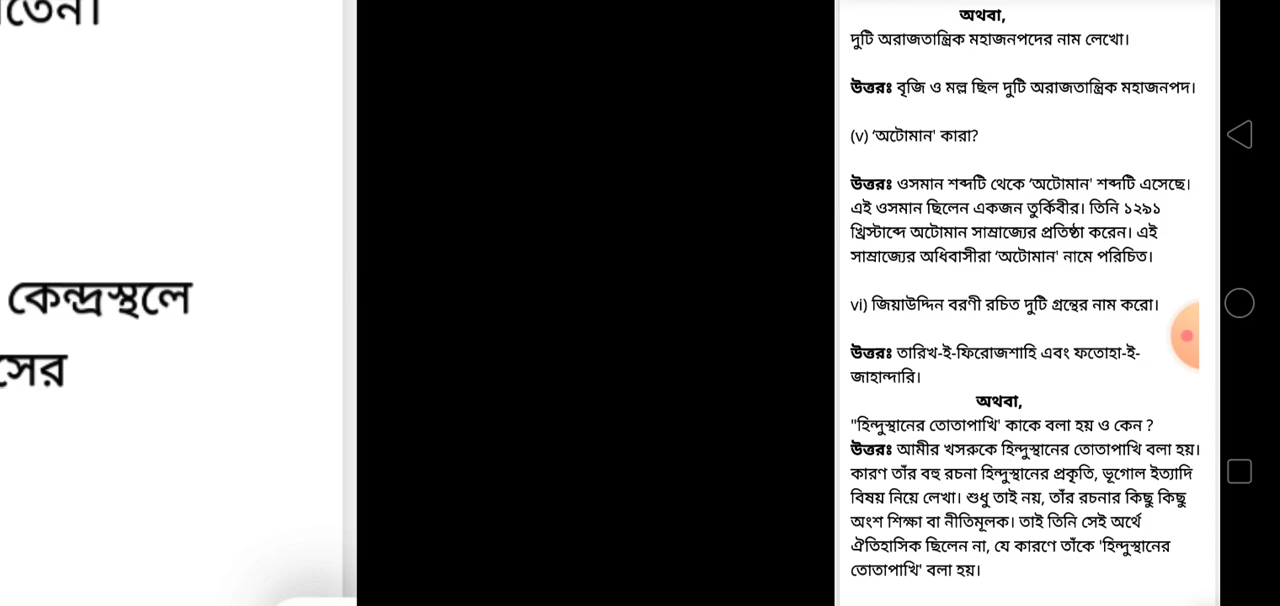 কেন্দ্রস্থলে
অথবা,
দুটি অরাজতান্ত্রিক মহাজনপদের নাম লেখো।
উত্তরঃ বৃজি ও মল্ল ছিল দুটি অরাজতান্ত্রিক মহাজনপদ।
(v) ‘অটোমান' কারা?
উত্তরঃ ওসমান শব্দটি থেকে ‘অটোমান' শব্দটি এসেছে।
এই ওসমান ছিলেন একজন তুর্কিবীর। তিনি ১২৯১
খ্রিস্টাব্দে অটোমান সাম্রাজ্যের প্রতিষ্ঠা করেন। এই
সাম্রাজ্যের অধিবাসীরা ‘অটোমান' নামে পরিচিত।
vi) জিয়াউদ্দিন বরণী রচিত দুটি গ্রন্থের নাম করো।
উত্তরঃ তারিখ-ই-ফিরোজশাহি এবং ফতোহা-ই-
জাহান্দারি।
অথবা,
"হিন্দুস্থানের তোতাপাখি' কাকে বলা হয় ও কেন ?
উত্তরঃ আমীর খসরুকে হিন্দুস্থানের তোতাপাখি বলা হয়।
কারণ তাঁর বহু রচনা হিন্দুস্থানের প্রকৃতি, ভূগোল ইত্যাদি
বিষয় নিয়ে লেখা। শুধু তাই নয়, তাঁর রচনার কিছু কিছু
অংশ শিক্ষা বা নীতিমূলক। তাই তিনি সেই অর্থে
ঐতিহাসিক ছিলেন না, যে কারণে তাঁকে 'হিন্দুস্থানের
তোতাপাখি' বলা হয়।